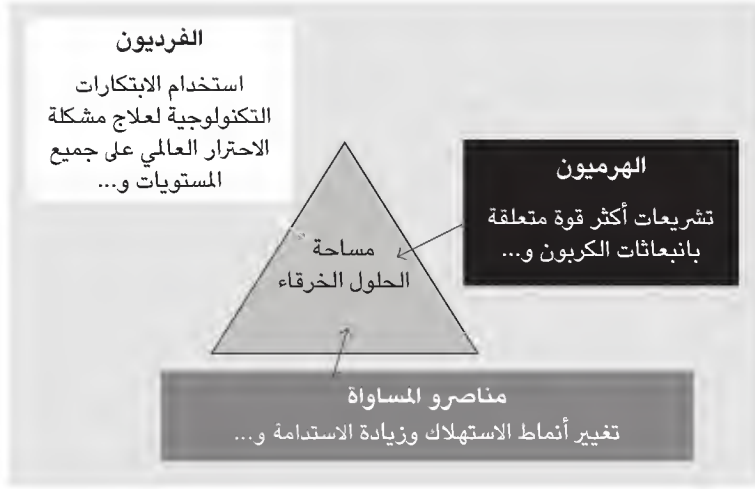 الفرديون
استخدام الابتكارات
التكنولوجية لعلاج مشكلة
الاحترار العالمي على جميع
المستويات و...
الهرميون
تشريعات أكثر قوة متعلقة
بانبعاثات الكربون و...
مساحة
الحلول الخرقاء
مناصرو المساواة
تغيير أنماط الاستهلاك وزيادة الاستدامة و...